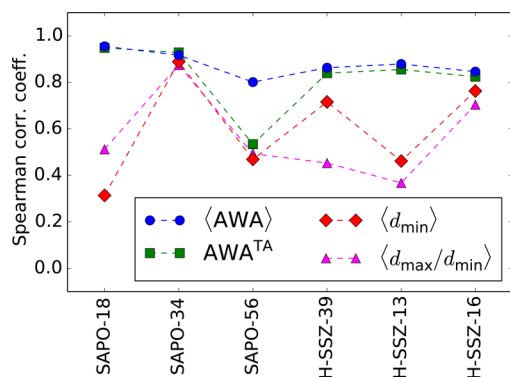 Spearman corr. coeff.
1.0
0.8
0.6
0.4
0.2
0.0
⟨AWA⟩
AWA^TA
⟨d_min⟩
⟨d_max/d_min⟩
SAPO-18
SAPO-34
SAPO-56
H-SSZ-39
H-SSZ-13
H-SSZ-16